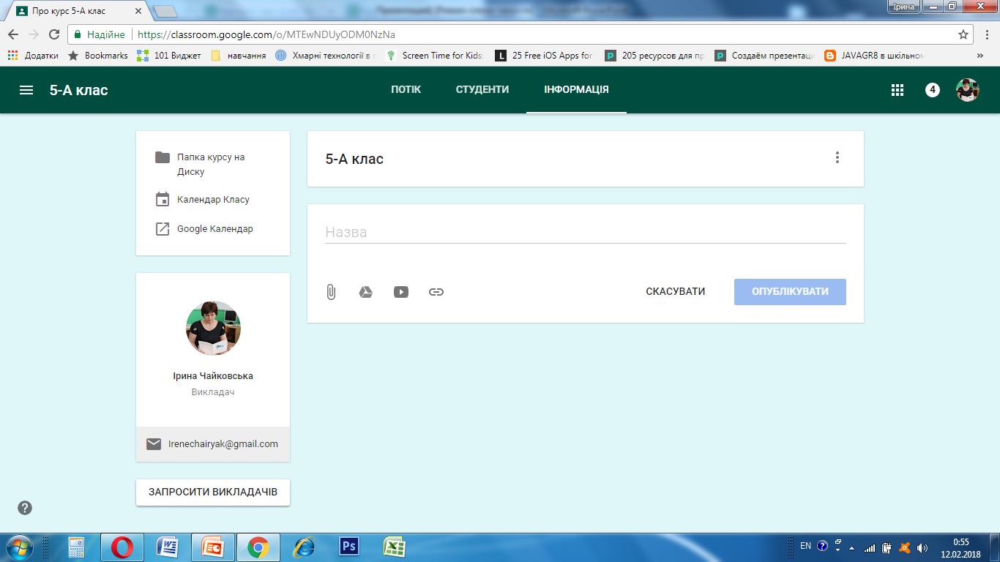 Про курс 5-А клас
Ірина
Надійне
https://classroom.google.com/o/MTEwNDUyODM0NzNa
Додатки
Bookmarks
101 Виджет
навчання
Хмарні технології в
Screen Time for Kids:
25 Free iOS Apps for
205 ресурсов для пр
Создаём презентаци
JAVAGR8 в шкільном
»
5-А клас
ПОТІК
СТУДЕНТИ
ІНФОРМАЦІЯ
4
Папка курсу на
Диску
Календар Класу
Google Календар
5-А клас
Назва
СКАСУВАТИ
ОПУБЛІКУВАТИ
Ірина Чайковська
Викладач
Irenechairyak@gmail.com
ЗАПРОСИТИ ВИКЛАДАЧІВ
?
Ps
EN
?
0:55
12.02.2018